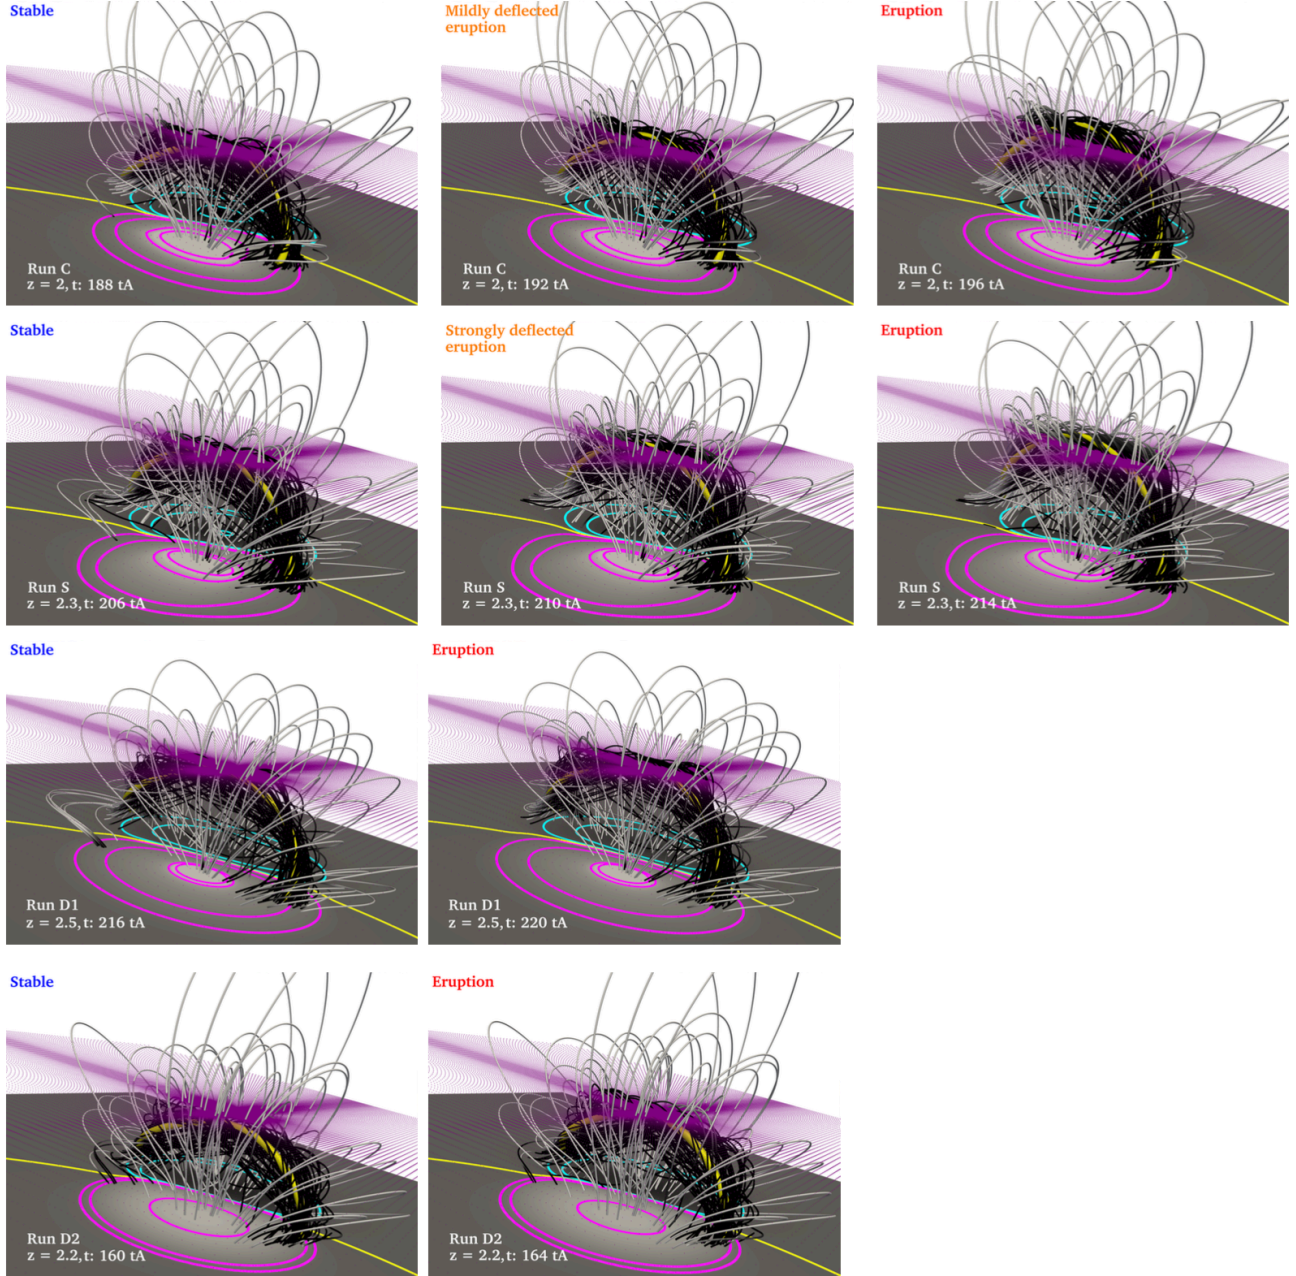 Stable
Mildly deflected
eruption
Eruption
Run C
z = 2, t: 188 tA
Run C
z = 2, t: 192 tA
Run C
z = 2, t: 196 tA
Stable
Strongly deflected
eruption
Eruption
Run S
z = 2.3, t: 206 tA
Run S
z = 2.3, t: 210 tA
Run S
z = 2.3, t: 214 tA
Stable
Eruption
Run D1
z = 2.5, t: 216 tA
Run D1
z = 2.5, t: 220 tA
Stable
Eruption
Run D2
z = 2.2, t: 160 tA
Run D2
z = 2.2, t: 164 tA